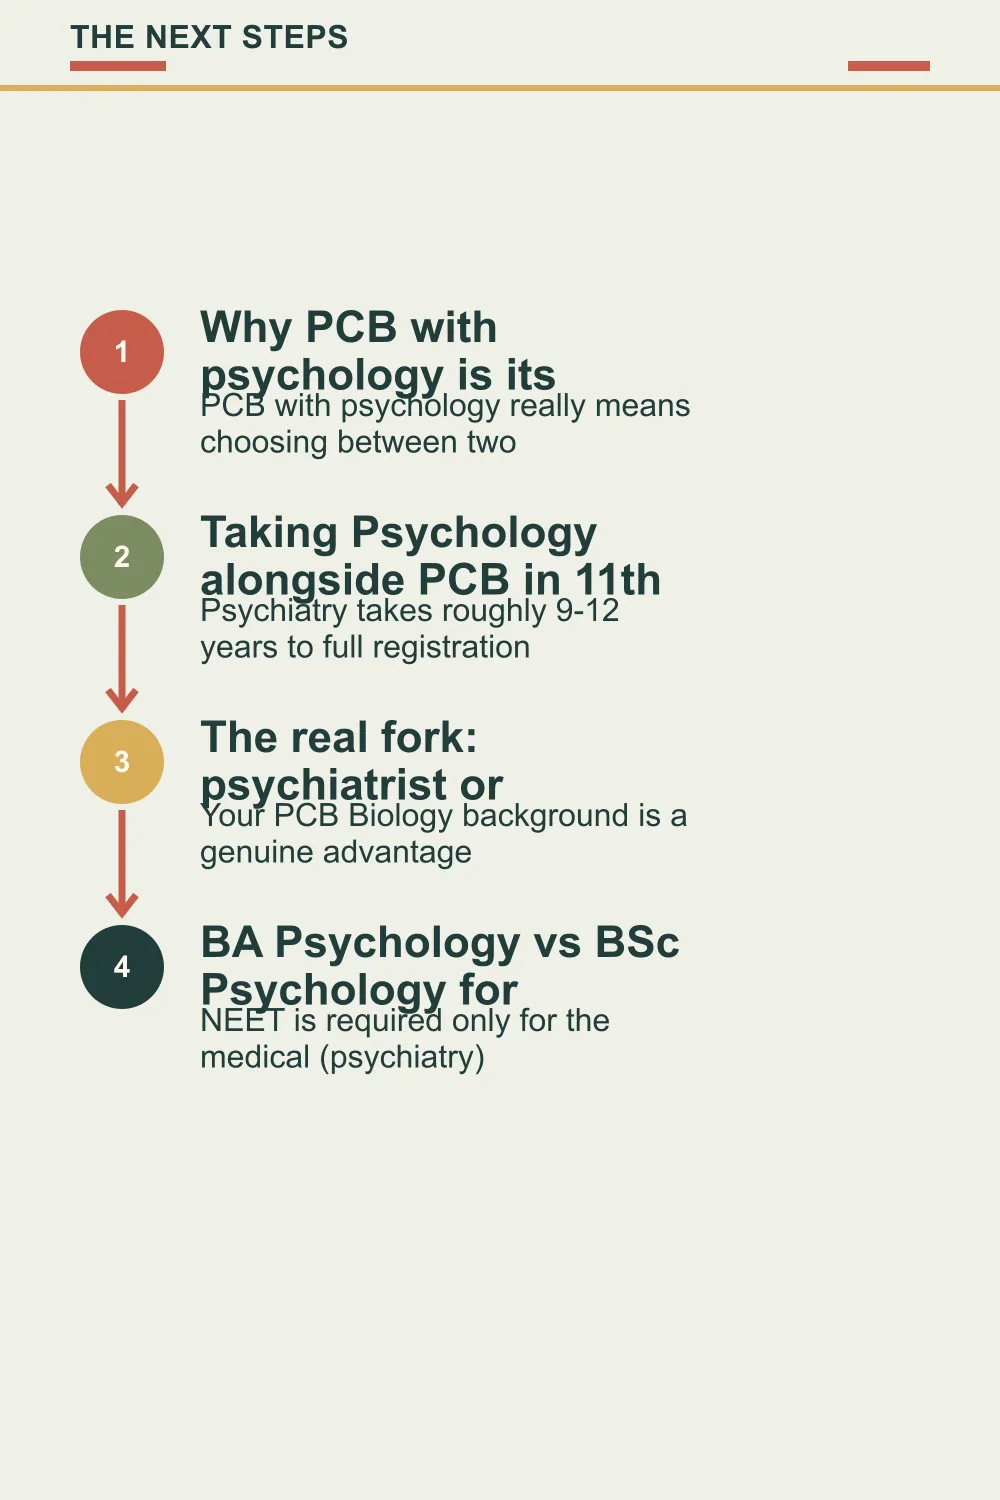 THE NEXT STEPS
1
Why PCB with
psychology is its
PCB with psychology really means
choosing between two
2
Taking Psychology
alongside PCB in 11th
Psychiatry takes roughly 9-12
years to full registration
3
The real fork:
psychiatrist or
Your PCB Biology background is a
genuine advantage
4
BA Psychology vs BSc
Psychology for
NEET is required only for the
medical (psychiatry)